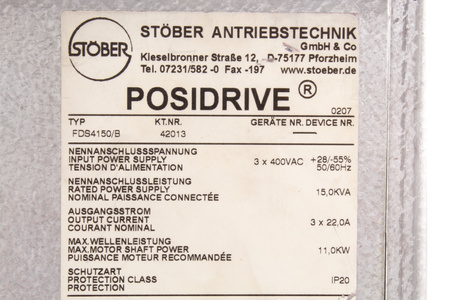 STÖBER
STÖBER ANTRIEBSTECHNIK
GmbH & Co
Kieselbronner Straße 12, D-75177 Pforzheim
Tel. 07231/582-0 Fax -197 www.stoeber.de
POSIDRIVE ®
0207
TYP KT.NR. GERÄTE NR. DEVICE NR.
FDS4150/B 42013 —
NENNANSCHLUSSSPANNUNG
INPUT POWER SUPPLY 3 x 400VAC +28/-55%
TENSION D'ALIMENTATION 50/60Hz
NENNANSCHLUSSLEISTUNG
RATED POWER SUPPLY 15,0KVA
NOMINAL PAISSANCE CONNECTÉE
AUSGANGSSTROM
OUTPUT CURRENT 3 x 22,0A
COURANT NOMINAL
MAX.WELLENLEISTUNG
MAX.MOTOR SHAFT POWER 11,0KW
PUISSANCE MOTEUR RECOMMANDÉE
SCHUTZART
PROTECTION CLASS IP20
PROTECTION